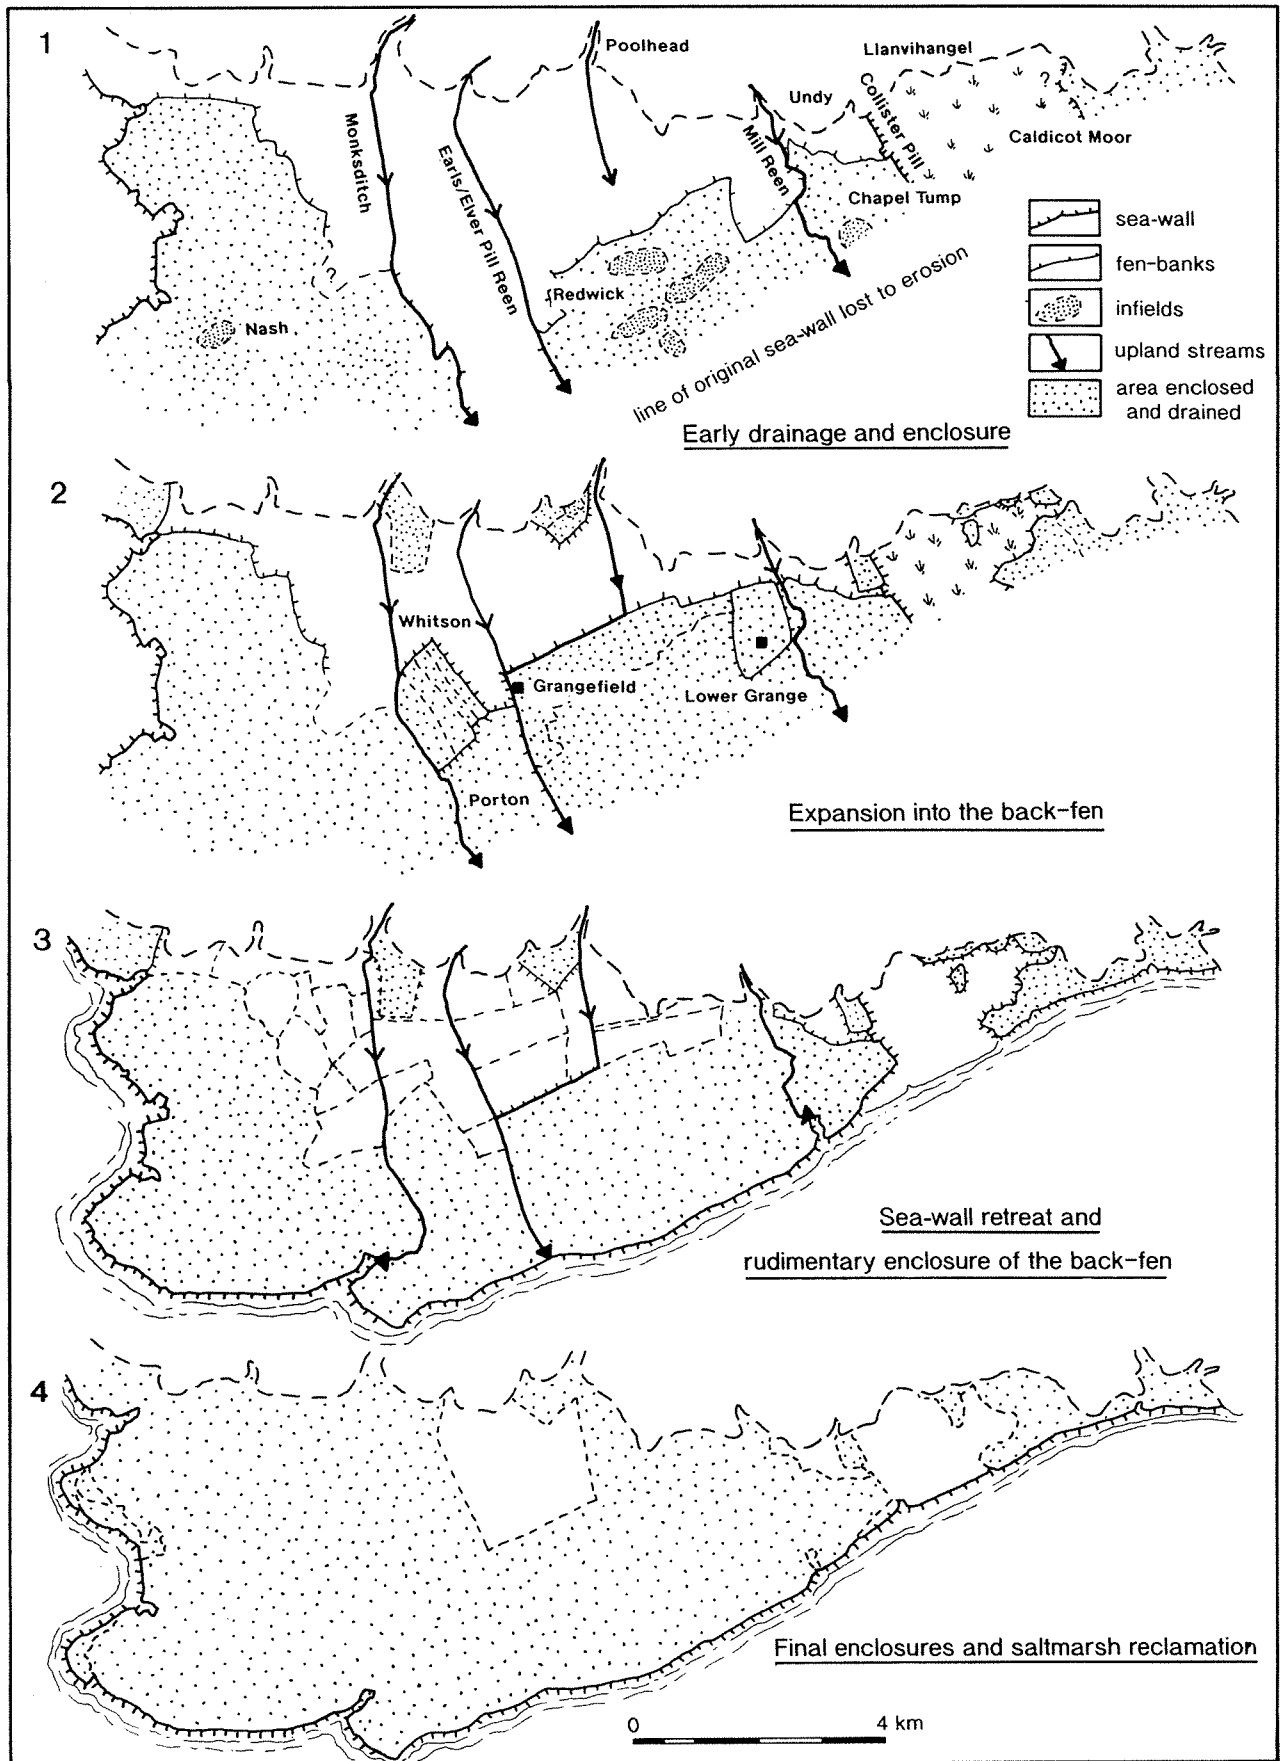 1
Poolhead
Llanvihangel
Undy
Collister Pill
?
Caldicot Moor
Monksditch
Earls/Elver Pill Reen
Mill Reen
Chapel Tump
sea-wall
fen-banks
infields
upland streams
area enclosed
and drained
Redwick
Nash
line of original sea-wall lost to erosion
Early drainage and enclosure
2
Whitson
Grangefield
Lower Grange
Porton
Expansion into the back-fen
3
Sea-wall retreat and
rudimentary enclosure of the back-fen
4
Final enclosures and saltmarsh reclamation
0 4 km